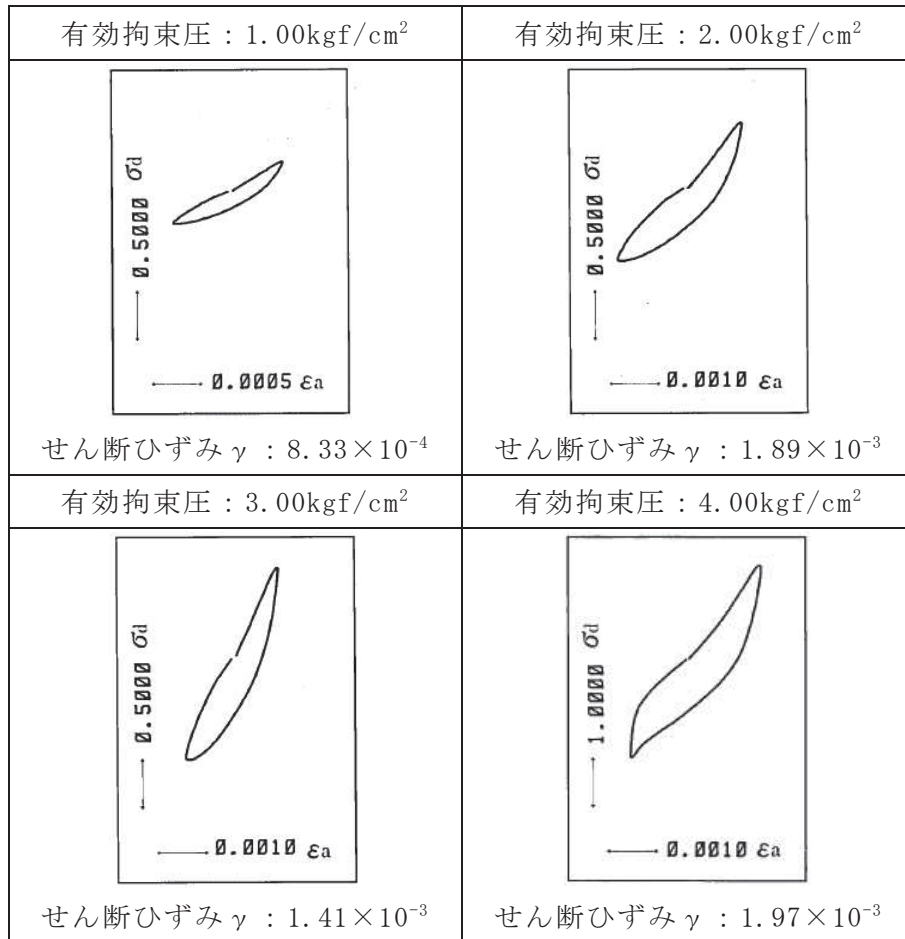 有効拘束圧：1.00kgf/cm²
有効拘束圧：2.00kgf/cm²
0.5000 σd
0.0005 εa
0.5000 σd
0.0010 εa
せん断ひずみγ：8.33×10⁻⁴
せん断ひずみγ：1.89×10⁻³
有効拘束圧：3.00kgf/cm²
有効拘束圧：4.00kgf/cm²
0.5000 σd
0.0010 εa
1.0000 σd
0.0010 εa
せん断ひずみγ：1.41×10⁻³
せん断ひずみγ：1.97×10⁻³